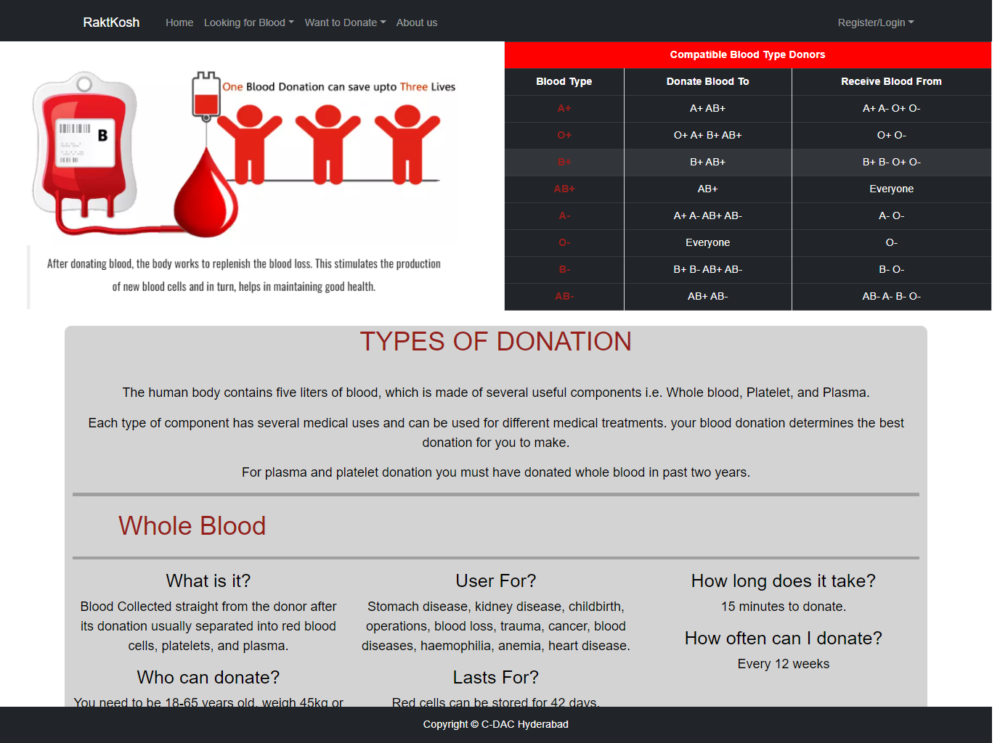 RaktKosh Home Looking for Blood Want to Donate About us Register/Login
B
One Blood Donation can save upto Three Lives
After donating blood, the body works to replenish the blood loss. This stimulates the production
of new blood cells and in turn, helps in maintaining good health.
Compatible Blood Type Donors
Blood Type Donate Blood To Receive Blood From
A+ A+ AB+ A+ A- O+ O-
O+ O+ A+ B+ AB+ O+ O-
B+ B+ AB+ B+ B- O+ O-
AB+ AB+ Everyone
A- A+ A- AB+ AB- A- O-
O- Everyone O-
B- B+ B- AB+ AB- B- O-
AB- AB+ AB- AB- A- B- O-
TYPES OF DONATION
The human body contains five liters of blood, which is made of several useful components i.e. Whole blood, Platelet, and Plasma.
Each type of component has several medical uses and can be used for different medical treatments. your blood donation determines the best
donation for you to make.
For plasma and platelet donation you must have donated whole blood in past two years.
Whole Blood
What is it?
Blood Collected straight from the donor after
its donation usually separated into red blood
cells, platelets, and plasma.
Who can donate?
You need to be 18-65 years old, weigh 45kg or
User For?
Stomach disease, kidney disease, childbirth,
operations, blood loss, trauma, cancer, blood
diseases, haemophilia, anemia, heart disease.
Lasts For?
Red cells can be stored for 42 days.
How long does it take?
15 minutes to donate.
How often can I donate?
Every 12 weeks
Copyright © C-DAC Hyderabad